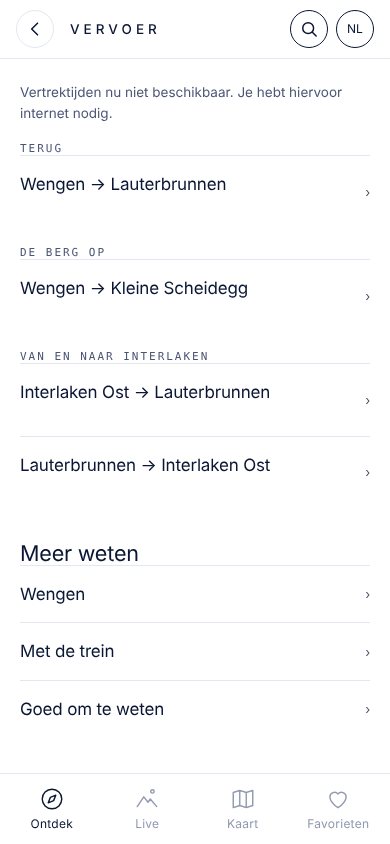 VERVOER
NL
Vertrektijden nu niet beschikbaar. Je hebt hiervoor
internet nodig.
TERUG
Wengen → Lauterbrunnen
DE BERG OP
Wengen → Kleine Scheidegg
VAN EN NAAR INTERLAKEN
Interlaken Ost → Lauterbrunnen
Lauterbrunnen → Interlaken Ost
Meer weten
Wengen
Met de trein
Goed om te weten
Ontdek
Live
Kaart
Favorieten